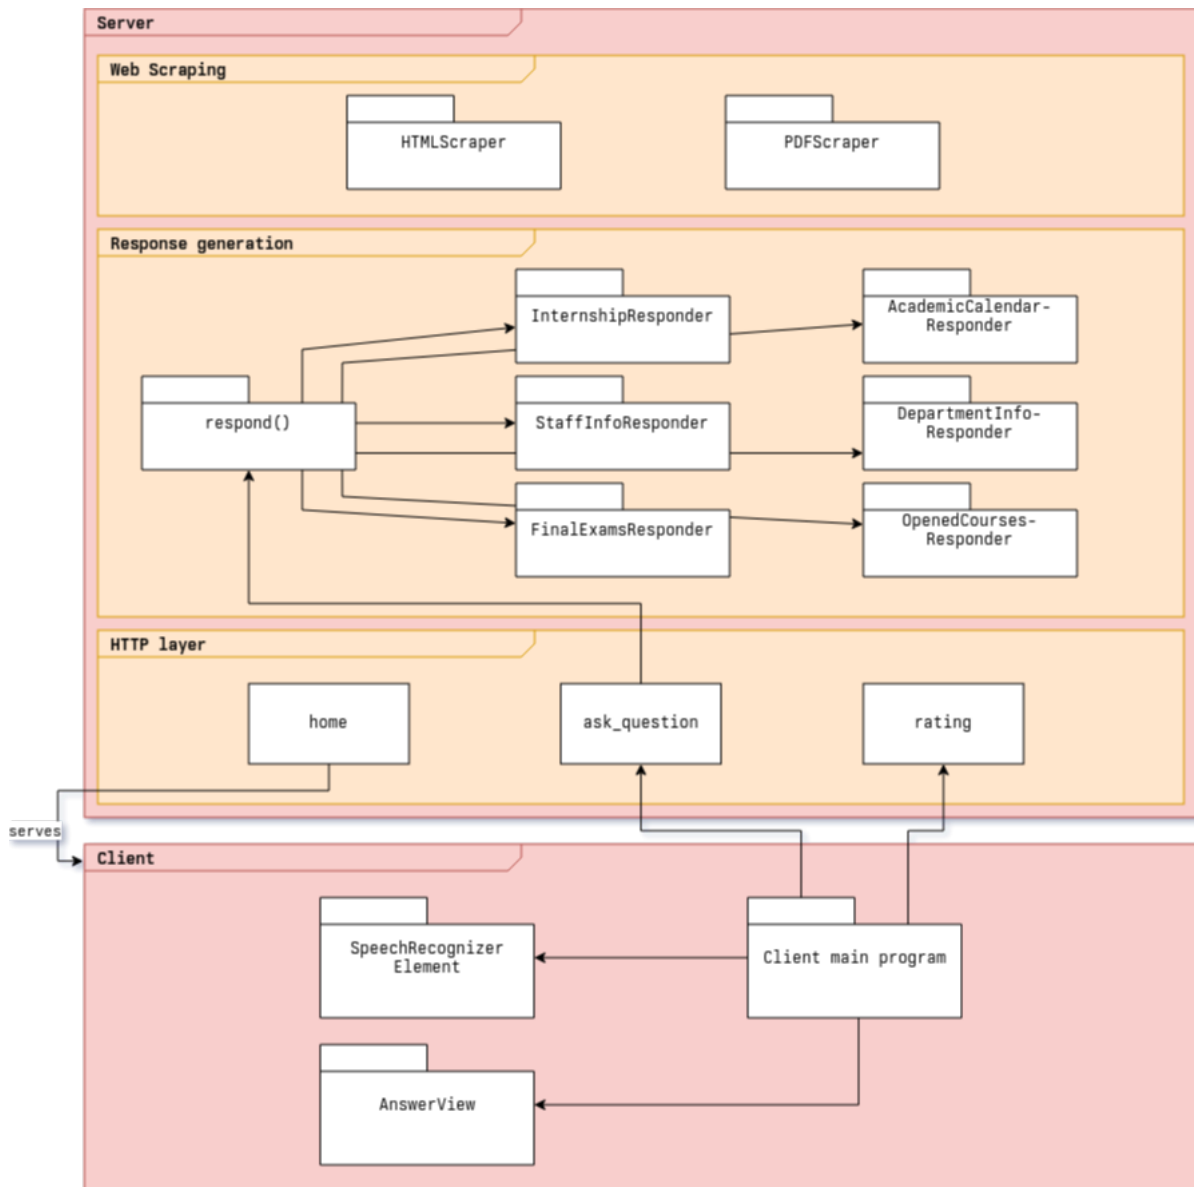 Server
Web Scraping
HTMLScraper
PDFScraper
Response generation
InternshipResponder
AcademicCalendar-
Responder
respond()
StaffInfoResponder
DepartmentInfo-
Responder
FinalExamsResponder
OpenedCourses-
Responder
HTTP layer
home
ask_question
rating
serves
Client
SpeechRecognizer
Element
Client main program
AnswerView